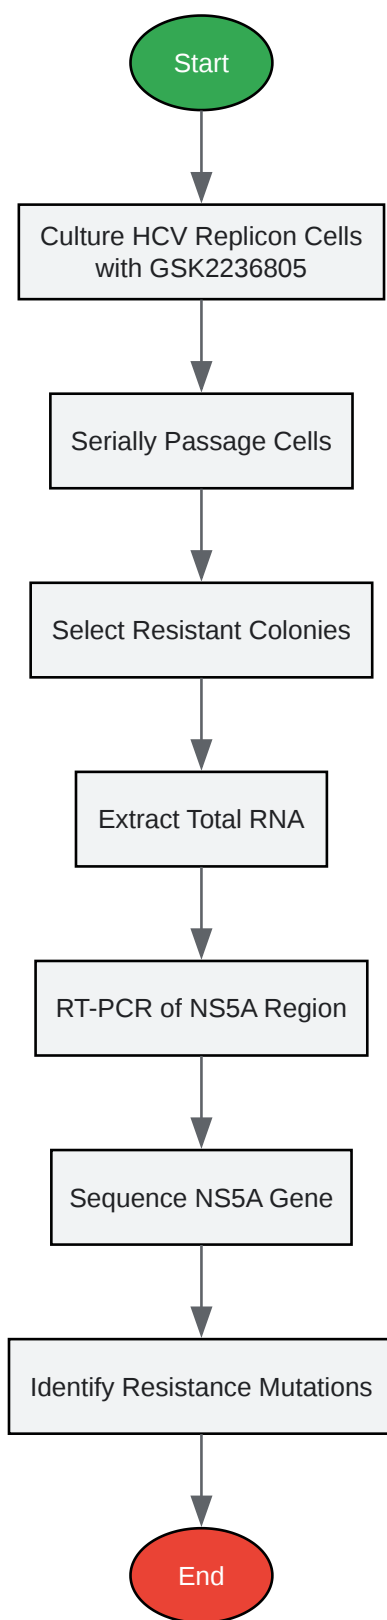 Start
Culture HCV Replicon Cells
with GSK2236805
Serially Passage Cells
Select Resistant Colonies
Extract Total RNA
RT-PCR of NS5A Region
Sequence NS5A Gene
Identify Resistance Mutations
End